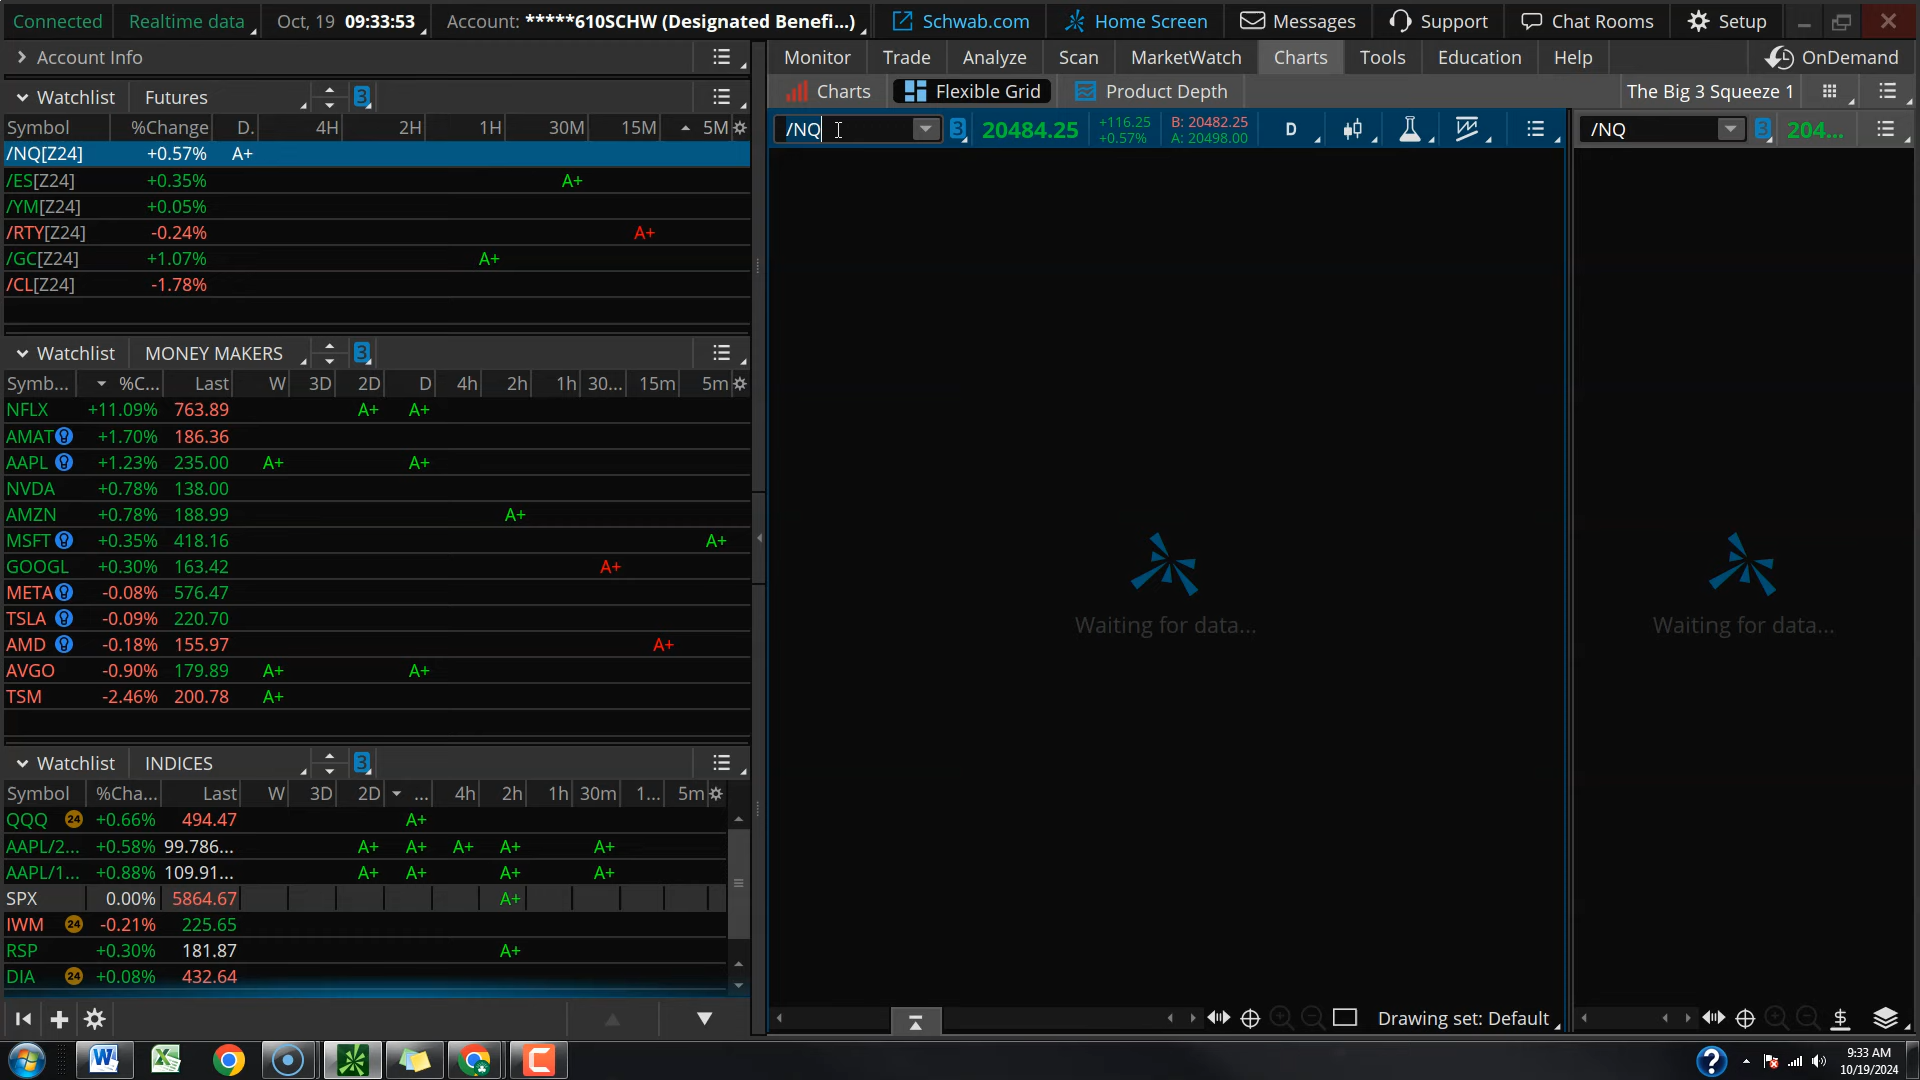 Connected Realtime data Oct, 19 09:33:53 Account: *****610SCHW (Designated Benefi...) Schwab.com Home Screen Messages Support Chat Rooms Setup
Account Info
Monitor Trade Analyze Scan MarketWatch Charts Tools Education Help OnDemand
Charts Flexible Grid Product Depth The Big 3 Squeeze 1
Watchlist Futures 3
Symbol %Change D. 4H 2H 1H 30M 15M 5M
/NQ[Z24] +0.57% A+
/ES[Z24] +0.35% A+
/YM[Z24] +0.05%
/RTY[Z24] -0.24% A+
/GC[Z24] +1.07% A+
/CL[Z24] -1.78%
Watchlist MONEY MAKERS 3
Symb... %C... Last W 3D 2D D 4h 2h 1h 30... 15m 5m
NFLX +11.09% 763.89 A+ A+
AMAT +1.70% 186.36
AAPL +1.23% 235.00 A+ A+
NVDA +0.78% 138.00
AMZN +0.78% 188.99 A+
MSFT +0.35% 418.16 A+
GOOGL +0.30% 163.42 A+
META -0.08% 576.47
TSLA -0.09% 220.70
AMD -0.18% 155.97 A+
AVGO -0.90% 179.89 A+ A+
TSM -2.46% 200.78 A+
Watchlist INDICES 3
Symbol %Cha... Last W 3D 2D ... 4h 2h 1h 30m 1... 5m
QQQ 24 +0.66% 494.47 A+
AAPL/2... +0.58% 99.786... A+ A+ A+ A+ A+
AAPL/1... +0.88% 109.91... A+ A+ A+ A+
SPX 0.00% 5864.67 A+
IWM 24 -0.21% 225.65
RSP +0.30% 181.87 A+
DIA 24 +0.08% 432.64
/NQ 3 20484.25 +116.25 B: 20482.25 D
+0.57% A: 20498.00
Waiting for data...
Drawing set: Default
/NQ 3 204...
Waiting for data...
$
9:33 AM
10/19/2024